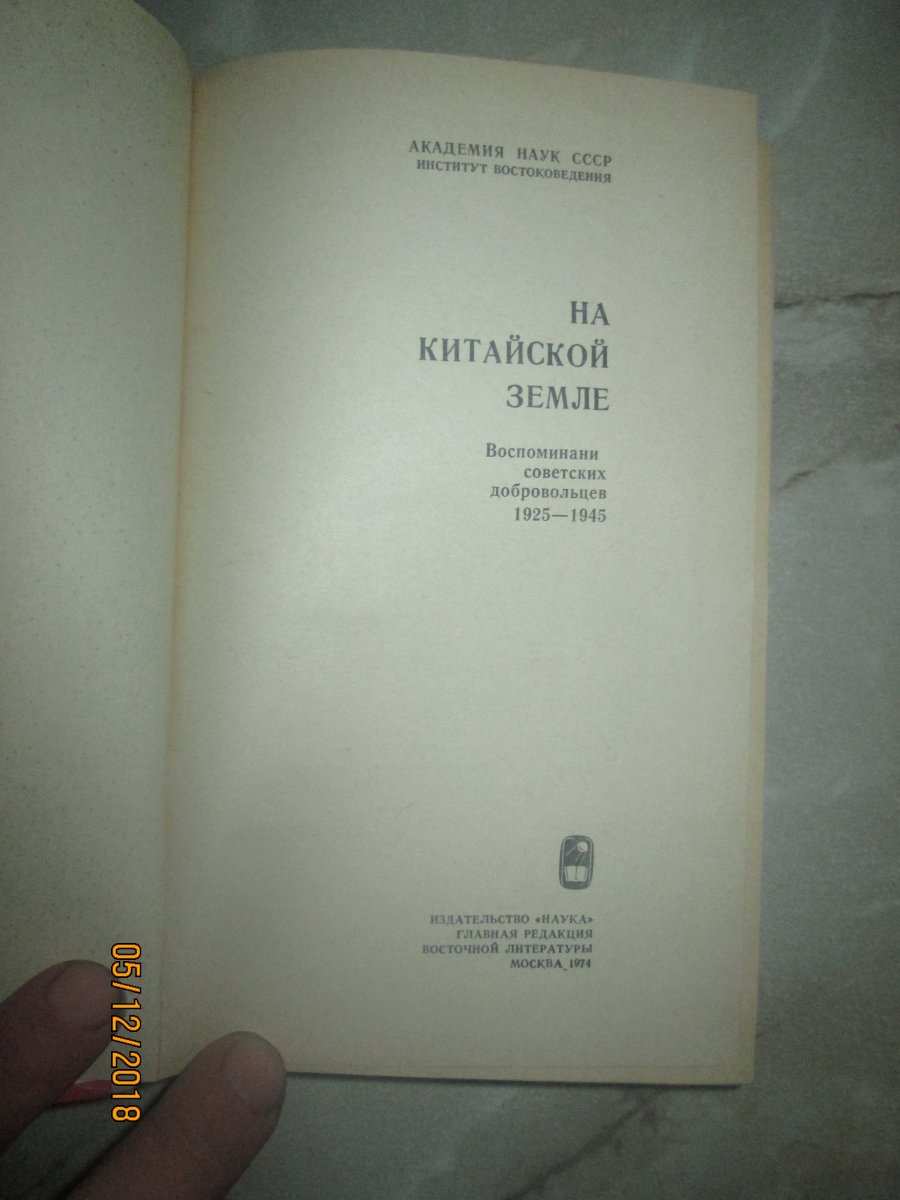 АКАДЕМИЯ НАУК СССР
ИНСТИТУТ ВОСТОКОВЕДЕНИЯ
НА
КИТАЙСКОЙ
ЗЕМЛЕ
Воспоминани
советских
добровольцев
1925—1945
ИЗДАТЕЛЬСТВО «НАУКА»
ГЛАВНАЯ РЕДАКЦИЯ
ВОСТОЧНОЙ ЛИТЕРАТУРЫ
МОСКВА 1974
05/12/2018